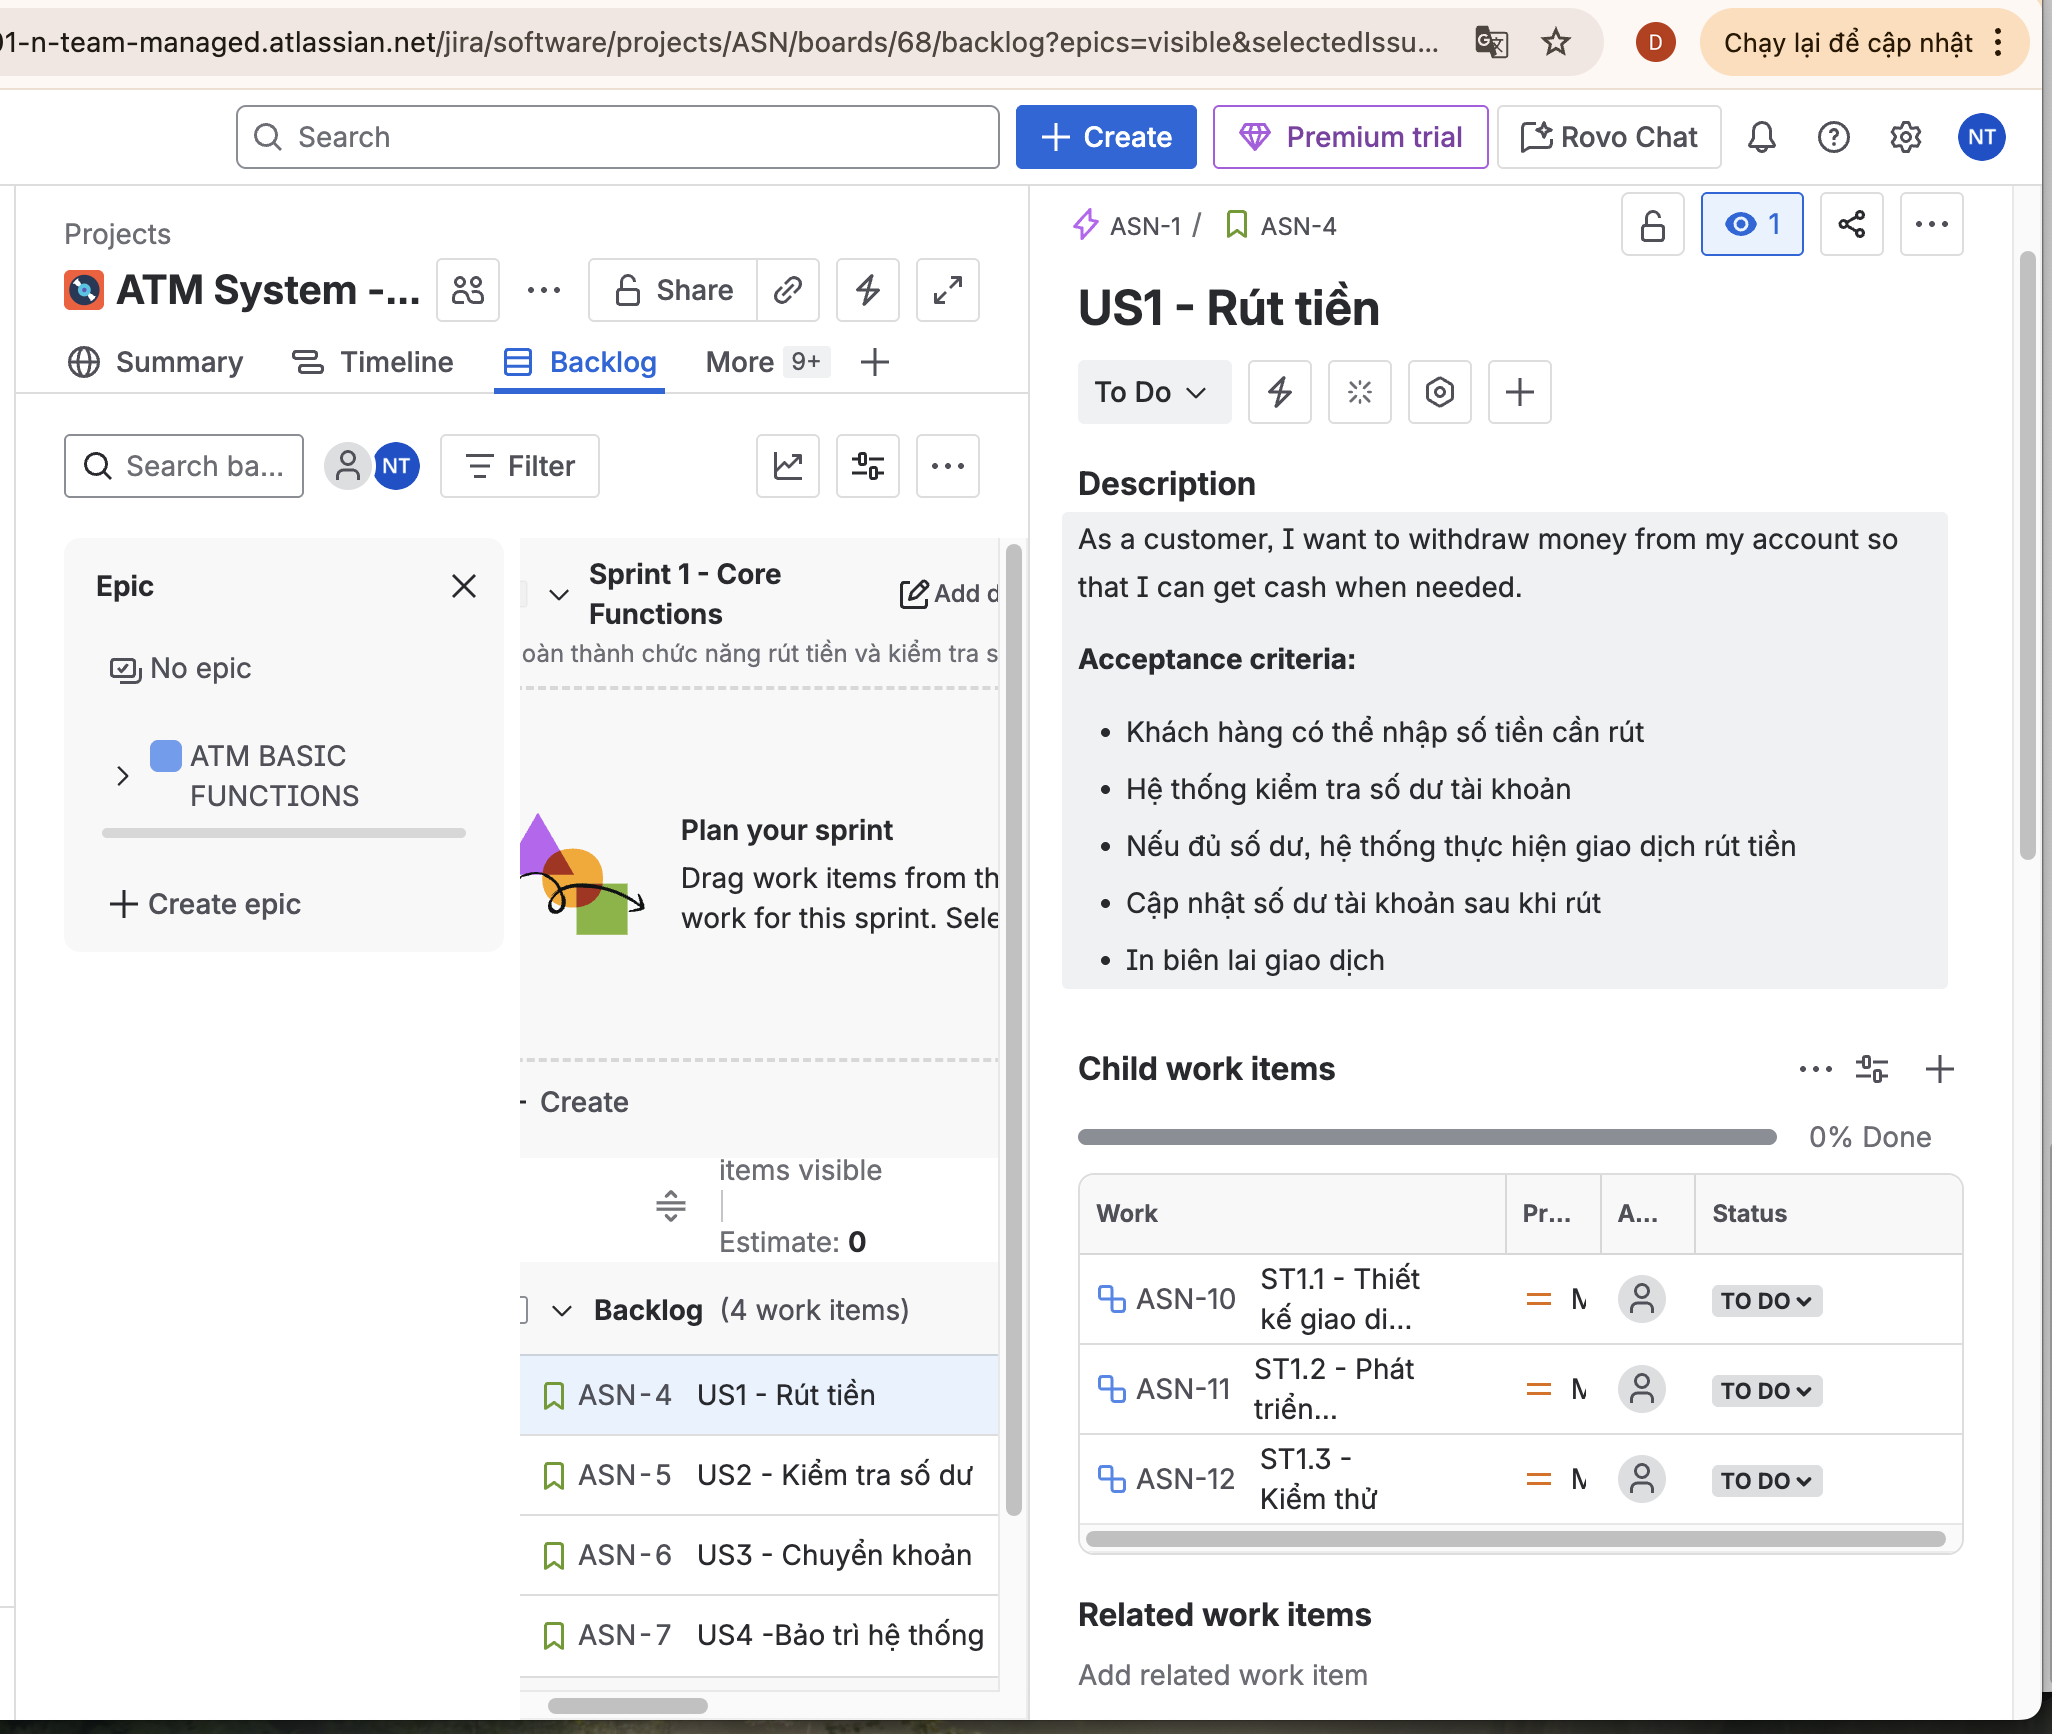 1-n-team-managed.atlassian.net/jira/software/projects/ASN/boards/68/backlog?epics=visible&selectedIssu...
D
Chạy lại để cập nhật
Search
Create
Premium trial
Rovo Chat
NT
Projects
ATM System -...
Share
Summary
Timeline
Backlog
More 9+
Search ba...
NT
Filter
Epic
No epic
ATM BASIC
FUNCTIONS
Create epic
Sprint 1 - Core
Functions
Add d
oàn thành chức năng rút tiền và kiểm tra s
Plan your sprint
Drag work items from th
work for this sprint. Sele
Create
items visible
Estimate: 0
Backlog (4 work items)
ASN-4 US1 - Rút tiền
ASN-5 US2 - Kiểm tra số dư
ASN-6 US3 - Chuyển khoản
ASN-7 US4 -Bảo trì hệ thống
ASN-1 / ASN-4
1
US1 - Rút tiền
To Do
Description
As a customer, I want to withdraw money from my account so
that I can get cash when needed.
Acceptance criteria:
• Khách hàng có thể nhập số tiền cần rút
• Hệ thống kiểm tra số dư tài khoản
• Nếu đủ số dư, hệ thống thực hiện giao dịch rút tiền
• Cập nhật số dư tài khoản sau khi rút
• In biên lai giao dịch
Child work items
0% Done
Work Pr... A... Status
ASN-10 ST1.1 - Thiết
kế giao di...
TO DO
ASN-11 ST1.2 - Phát
triển...
TO DO
ASN-12 ST1.3 -
Kiểm thử
TO DO
Related work items
Add related work item